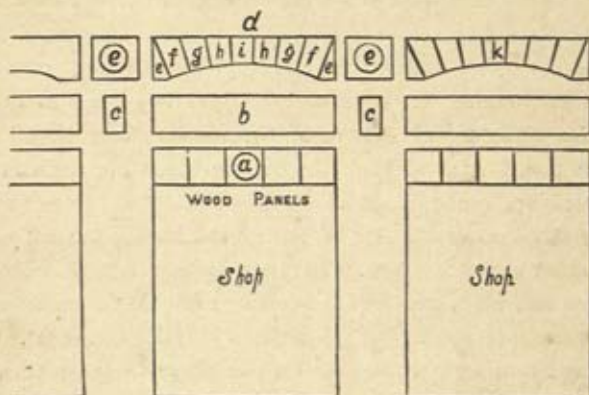 d
e e f g h i h g f e e k
c b c
a
WOOD PANELS
Shop Shop